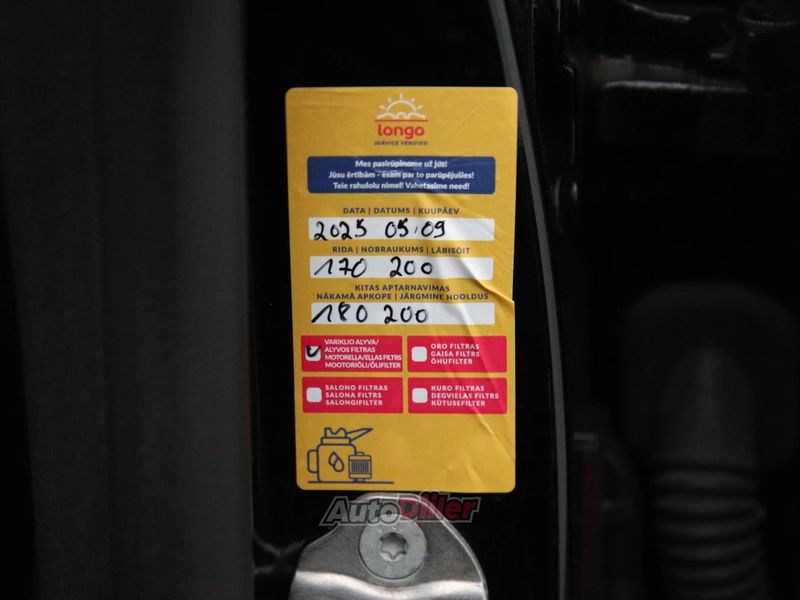 longo
SERVICE VERIFIED
Mes pasirūpinome už jus!
Jūsu ērtībām - esam par to parūpējušies!
Teie rahulolu nimel! Vahetasime need!
DATA | DATUMS | KUUPÄEV
2025 05.09
RIDA | NOBRAUKUMS | LÄBISÕIT
170 200
KITAS APTARNAVIMAS
NĀKAMĀ APKOPE | JÄRGMINE HOOLDUS
180 200
VARIKLIO ALYVA/
ALYVOS FILTRAS
MOTORELLA/EĻĻAS FILTRS
MOOTORIÕLI/ÕLIFILTER
ORO FILTRAS
GAISA FILTRS
ÕHUFILTER
SALONO FILTRAS
SALONA FILTRS
SALONGIFILTER
KURO FILTRAS
DEGVIELAS FILTRS
KÜTUSEFILTER
AutoDiler